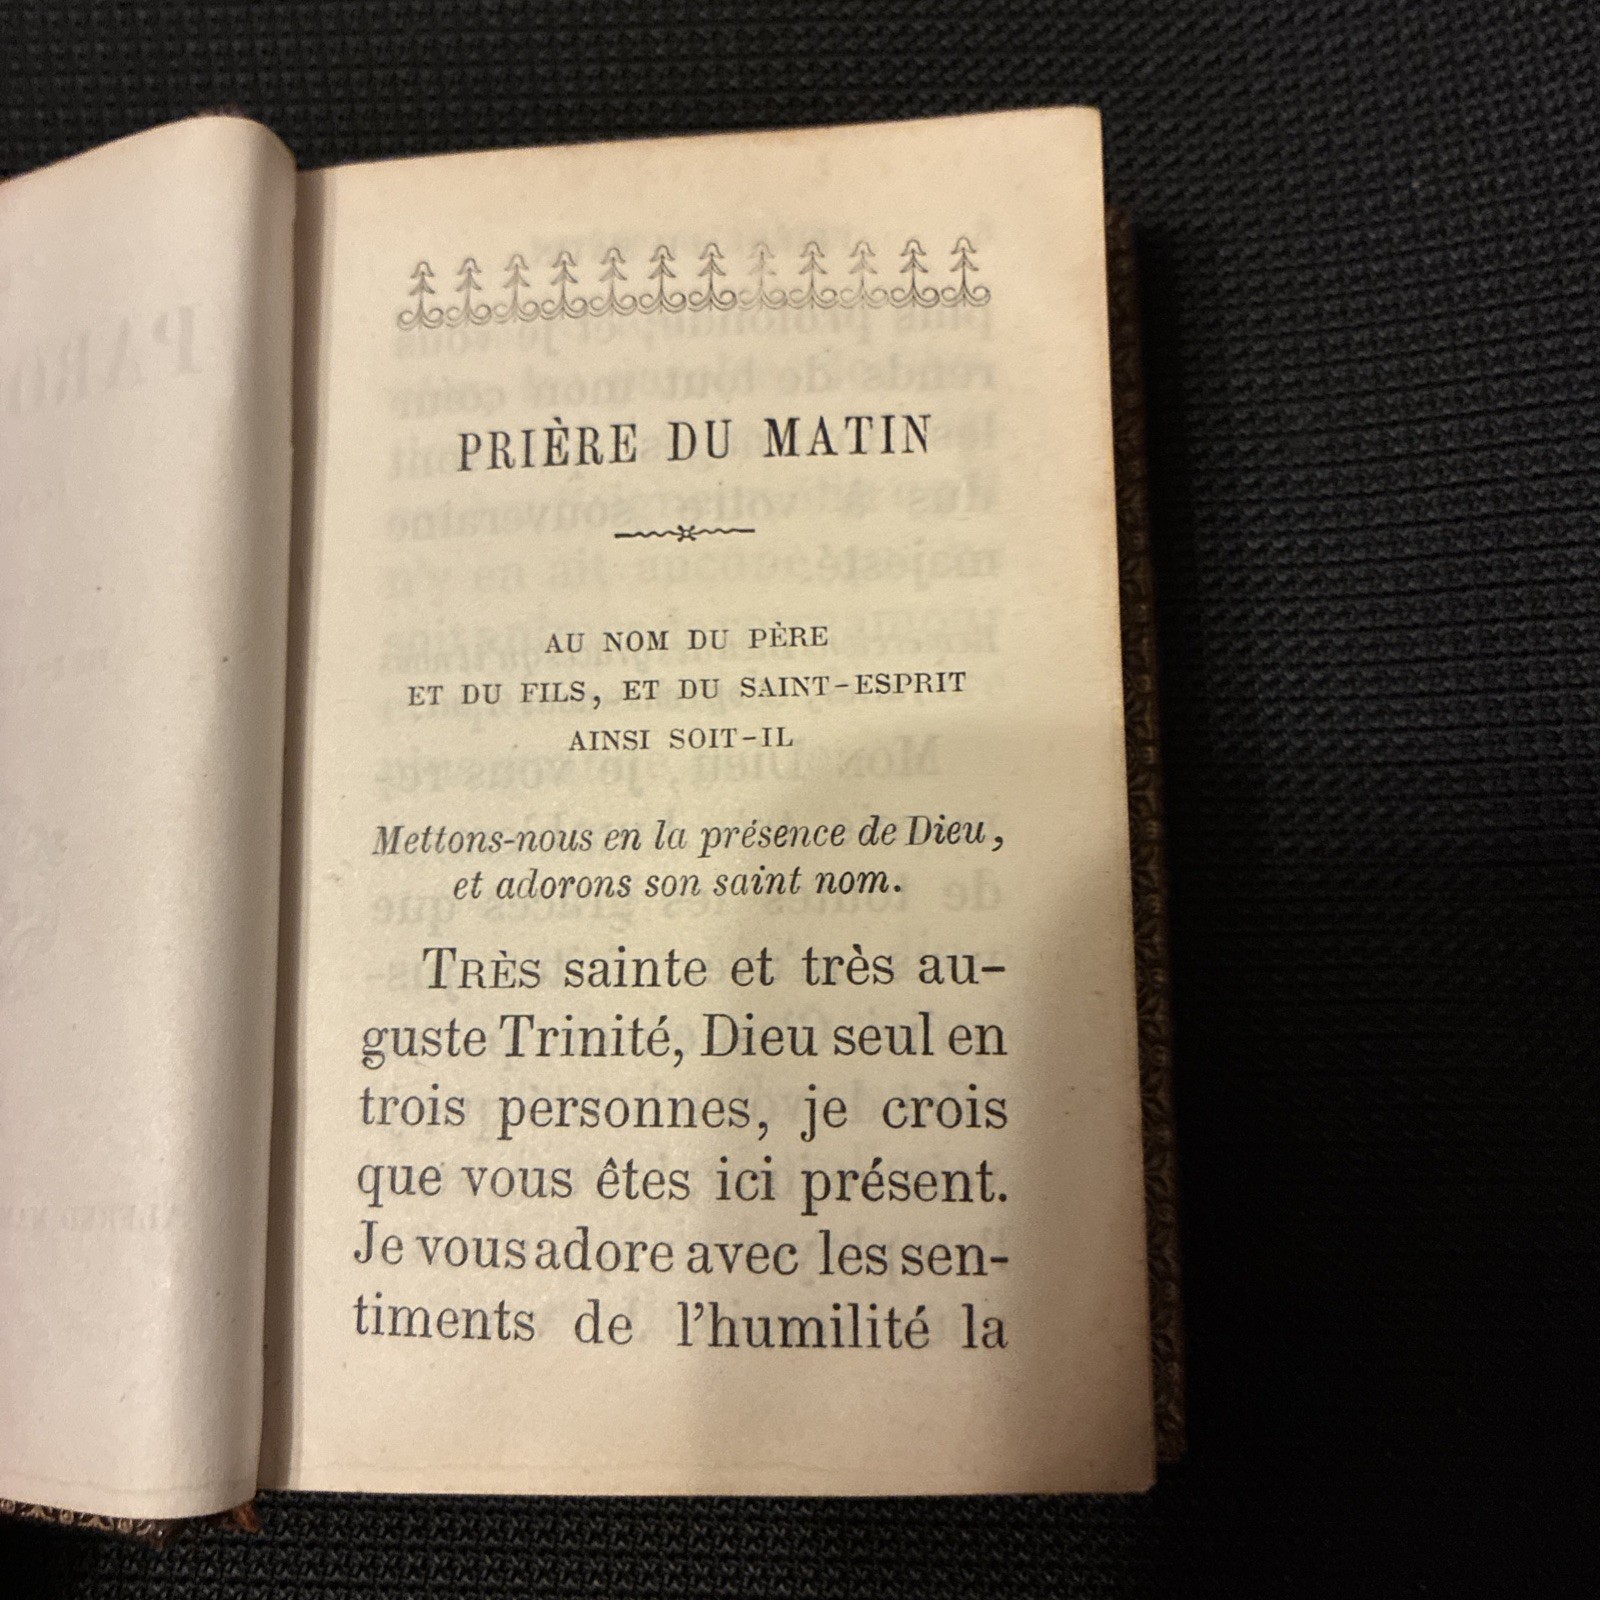 PRIÈRE DU MATIN
AU NOM DU PÈRE
ET DU FILS, ET DU SAINT-ESPRIT
AINSI SOIT-IL
Mettons-nous en la présence de Dieu,
et adorons son saint nom.
TRÈS sainte et très au-
guste Trinité, Dieu seul en
trois personnes, je crois
que vous êtes ici présent.
Je vous adore avec les sen-
timents de l'humilité la